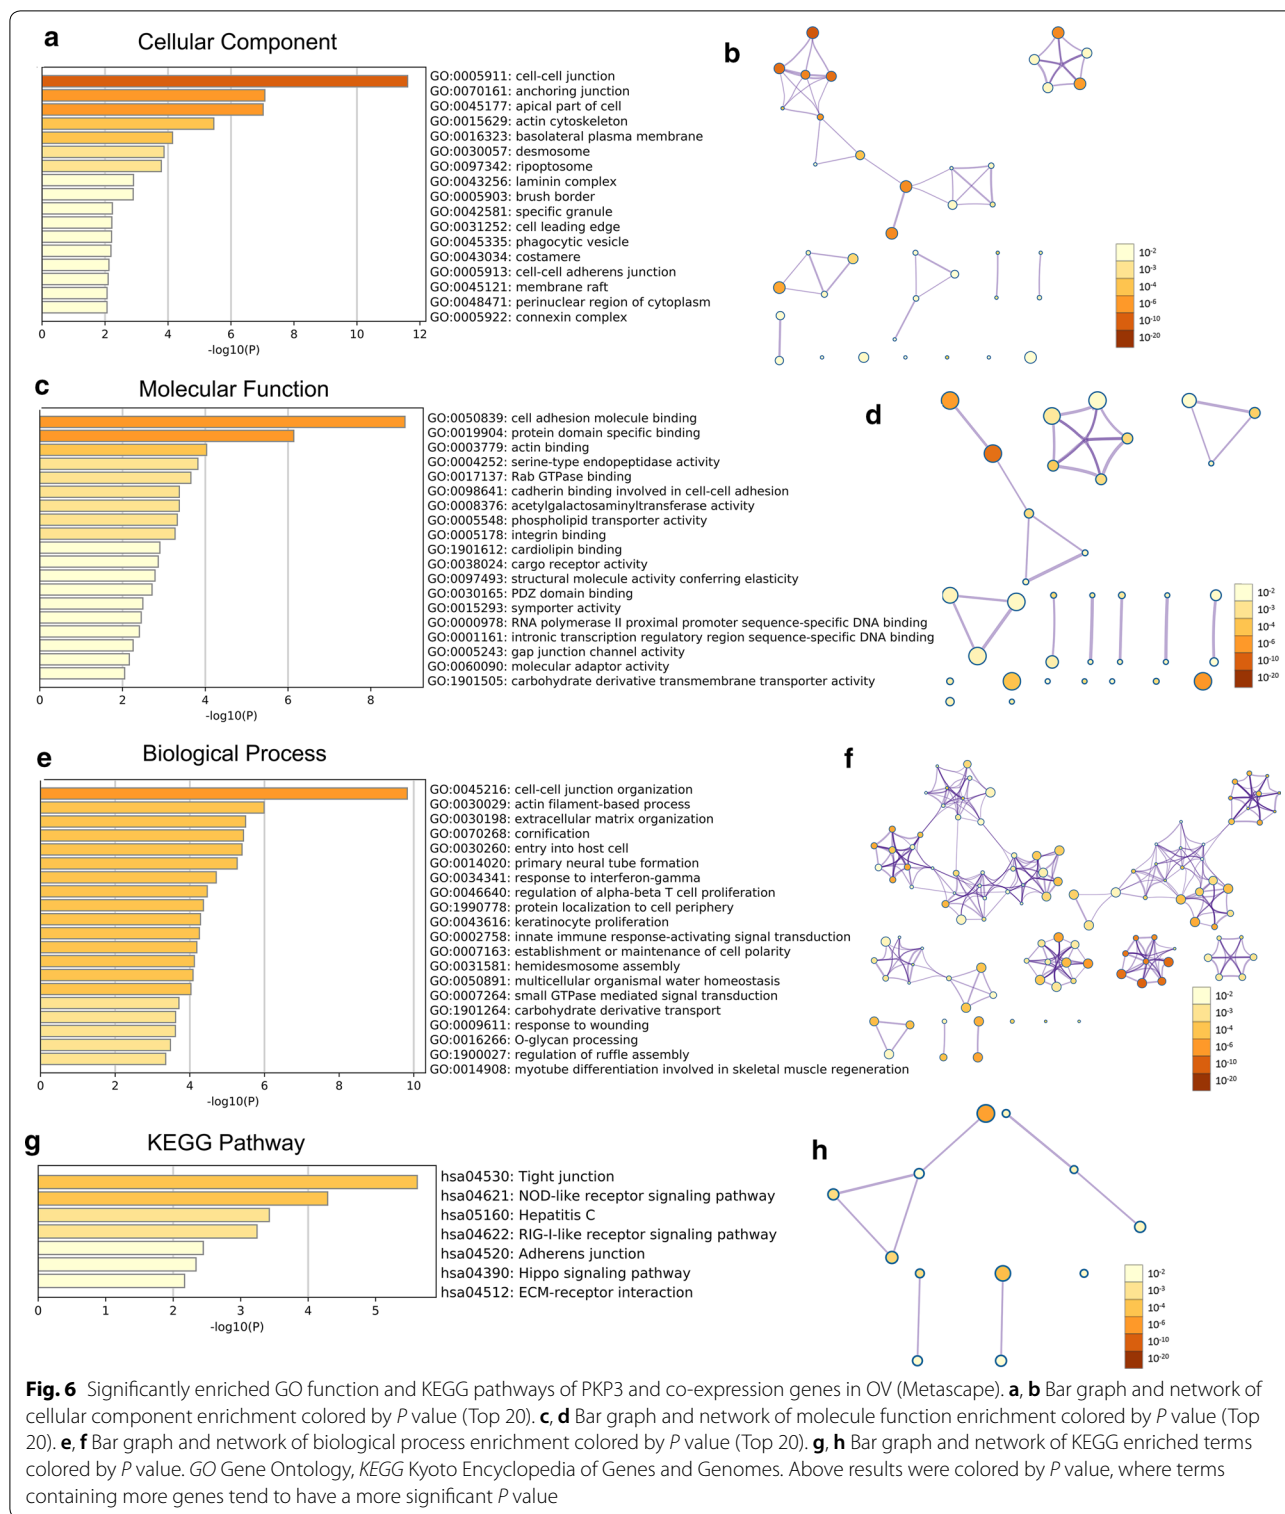 a
Cellular Component
GO:0005911: cell-cell junction
GO:0070161: anchoring junction
GO:0045177: apical part of cell
GO:0015629: actin cytoskeleton
GO:0016323: basolateral plasma membrane
GO:0030057: desmosome
GO:0097342: ripoptosome
GO:0043256: laminin complex
GO:0005903: brush border
GO:0042581: specific granule
GO:0031252: cell leading edge
GO:0045335: phagocytic vesicle
GO:0043034: costamere
GO:0005913: cell-cell adherens junction
GO:0045121: membrane raft
GO:0048471: perinuclear region of cytoplasm
GO:0005922: connexin complex
0 2 4 6 8 10 12
-log10(P)
b
10-2
10-3
10-4
10-6
10-10
10-20
c
Molecular Function
GO:0050839: cell adhesion molecule binding
GO:0019904: protein domain specific binding
GO:0003779: actin binding
GO:0004252: serine-type endopeptidase activity
GO:0017137: Rab GTPase binding
GO:0098641: cadherin binding involved in cell-cell adhesion
GO:0008376: acetylgalactosaminyltransferase activity
GO:0005548: phospholipid transporter activity
GO:0005178: integrin binding
GO:1901612: cardiolipin binding
GO:0038024: cargo receptor activity
GO:0097493: structural molecule activity conferring elasticity
GO:0030165: PDZ domain binding
GO:0015293: symporter activity
GO:0000978: RNA polymerase II proximal promoter sequence-specific DNA binding
GO:0001161: intronic transcription regulatory region sequence-specific DNA binding
GO:0005243: gap junction channel activity
GO:0060090: molecular adaptor activity
GO:1901505: carbohydrate derivative transmembrane transporter activity
0 2 4 6 8
-log10(P)
d
10-2
10-3
10-4
10-6
10-10
10-20
e
Biological Process
GO:0045216: cell-cell junction organization
GO:0030029: actin filament-based process
GO:0030198: extracellular matrix organization
GO:0070268: cornification
GO:0030260: entry into host cell
GO:0014020: primary neural tube formation
GO:0034341: response to interferon-gamma
GO:0046640: regulation of alpha-beta T cell proliferation
GO:1990778: protein localization to cell periphery
GO:0043616: keratinocyte proliferation
GO:0002758: innate immune response-activating signal transduction
GO:0007163: establishment or maintenance of cell polarity
GO:0031581: hemidesmosome assembly
GO:0050891: multicellular organismal water homeostasis
GO:0007264: small GTPase mediated signal transduction
GO:1901264: carbohydrate derivative transport
GO:0009611: response to wounding
GO:0016266: O-glycan processing
GO:1900027: regulation of ruffle assembly
GO:0014908: myotube differentiation involved in skeletal muscle regeneration
0 2 4 6 8 10
-log10(P)
f
10-2
10-3
10-4
10-6
10-10
10-20
g
KEGG Pathway
hsa04530: Tight junction
hsa04621: NOD-like receptor signaling pathway
hsa05160: Hepatitis C
hsa04622: RIG-I-like receptor signaling pathway
hsa04520: Adherens junction
hsa04390: Hippo signaling pathway
hsa04512: ECM-receptor interaction
0 1 2 3 4 5
-log10(P)
h
10-2
10-3
10-4
10-6
10-10
10-20
Fig. 6 Significantly enriched GO function and KEGG pathways of PKP3 and co-expression genes in OV (Metascape). a, b Bar graph and network of
cellular component enrichment colored by P value (Top 20). c, d Bar graph and network of molecule function enrichment colored by P value (Top
20). e, f Bar graph and network of biological process enrichment colored by P value (Top 20). g, h Bar graph and network of KEGG enriched terms
colored by P value. GO Gene Ontology, KEGG Kyoto Encyclopedia of Genes and Genomes. Above results were colored by P value, where terms
containing more genes tend to have a more significant P value